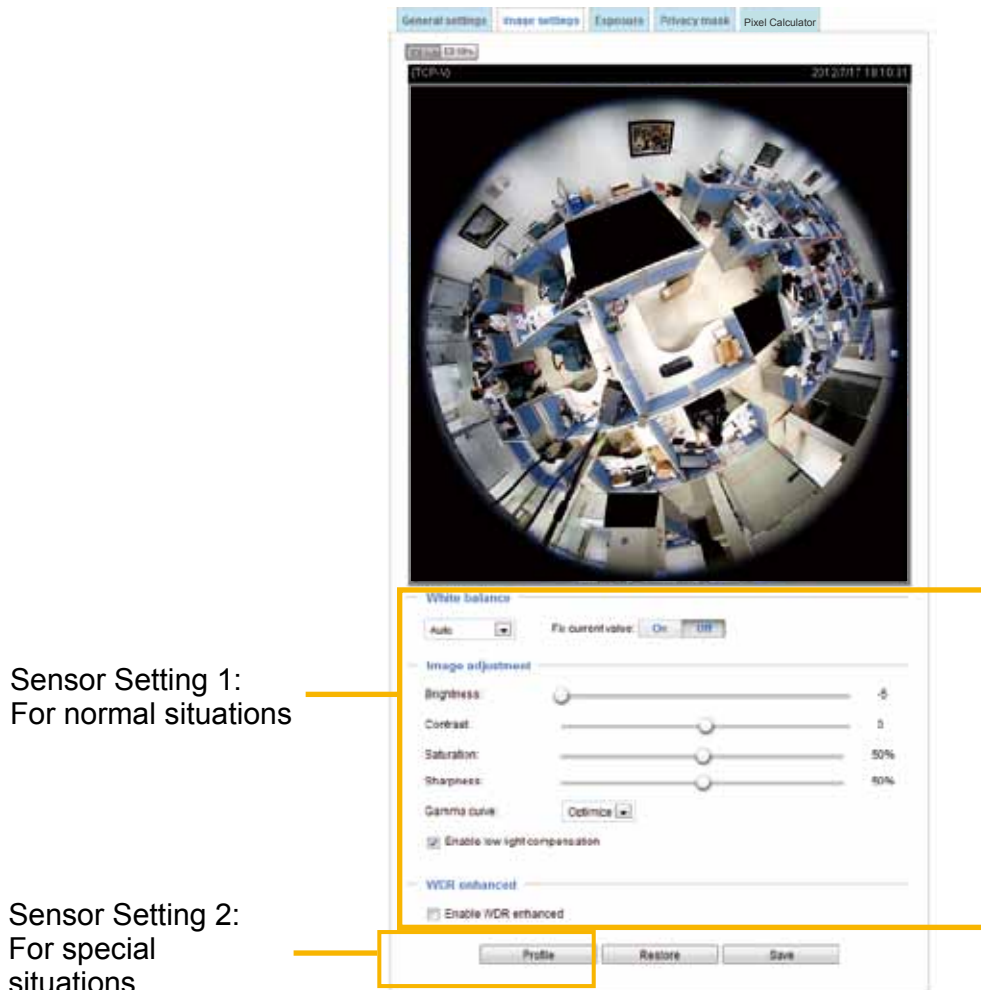 General settings Image settings Exposure Privacy mask Pixel Calculator
(TCP-V) 2012/7/17 18:10:31
White balance
Auto Fix current value: On Off
Image adjustment
Brightness: -5
Contrast: 0
Saturation: 50%
Sharpness: 50%
Gamma curve: Optimize
Enable low light compensation
WDR enhanced
Enable WDR enhanced
Profile Restore Save
Sensor Setting 1:
For normal situations
Sensor Setting 2:
For special
situations